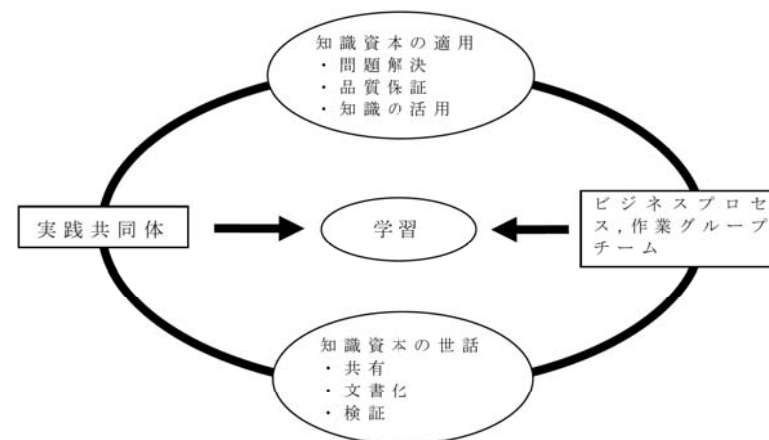 知識資本の適用
・問題解決
・品質保証
・知識の活用
実践共同体
学習
ビジネスプロセ
ス,作業グループ
チーム
知識資本の世話
・共有
・文書化
・検証